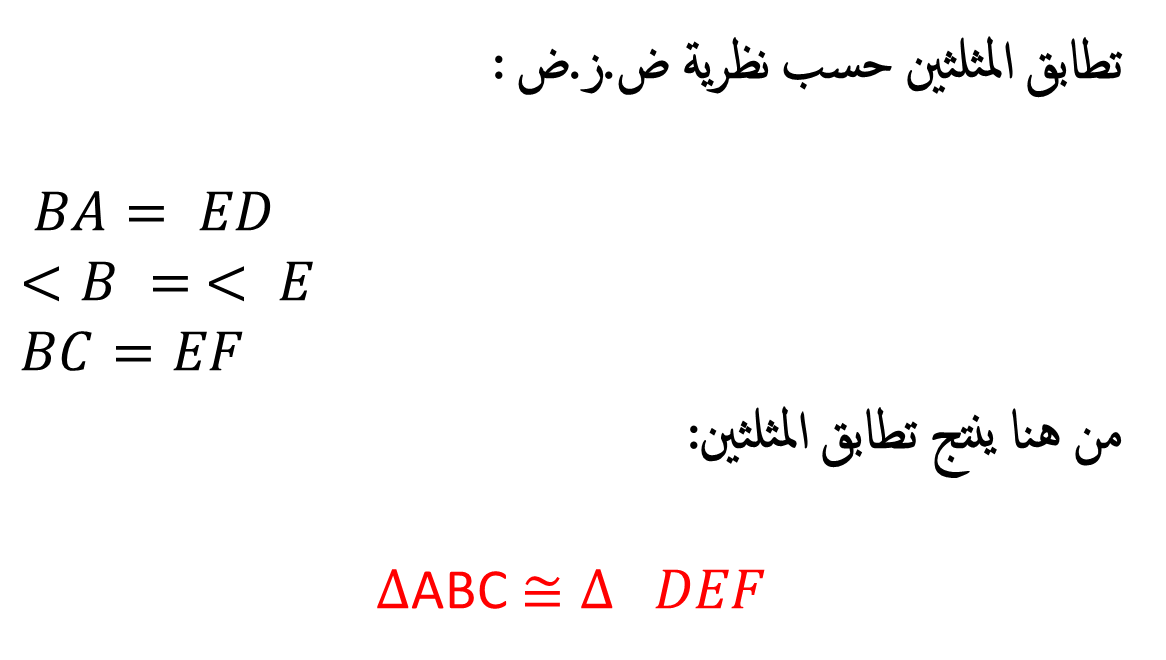 تطابق المثلثين حسب نظرية ض.ز.ض :
BA = ED
< B = < E
BC = EF
من هنا ينتج تطابق المثلثين:
ΔABC ≅ Δ DEF